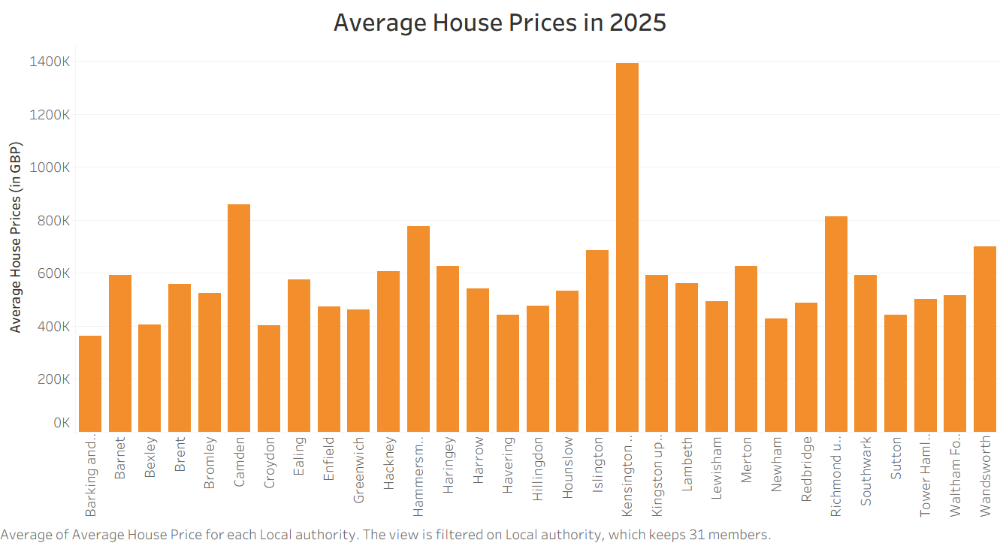 Average House Prices in 2025
Average House Prices (in GBP)
1400K
1200K
1000K
800K
600K
400K
200K
0K
Barking and..
Barnet
Bexley
Brent
Bromley
Camden
Croydon
Ealing
Enfield
Greenwich
Hackney
Hammersm..
Haringey
Harrow
Havering
Hillingdon
Hounslow
Islington
Kensington ..
Kingston up..
Lambeth
Lewisham
Merton
Newham
Redbridge
Richmond u..
Southwark
Sutton
Tower Haml..
Waltham Fo..
Wandsworth
Average of Average House Price for each Local authority. The view is filtered on Local authority, which keeps 31 members.